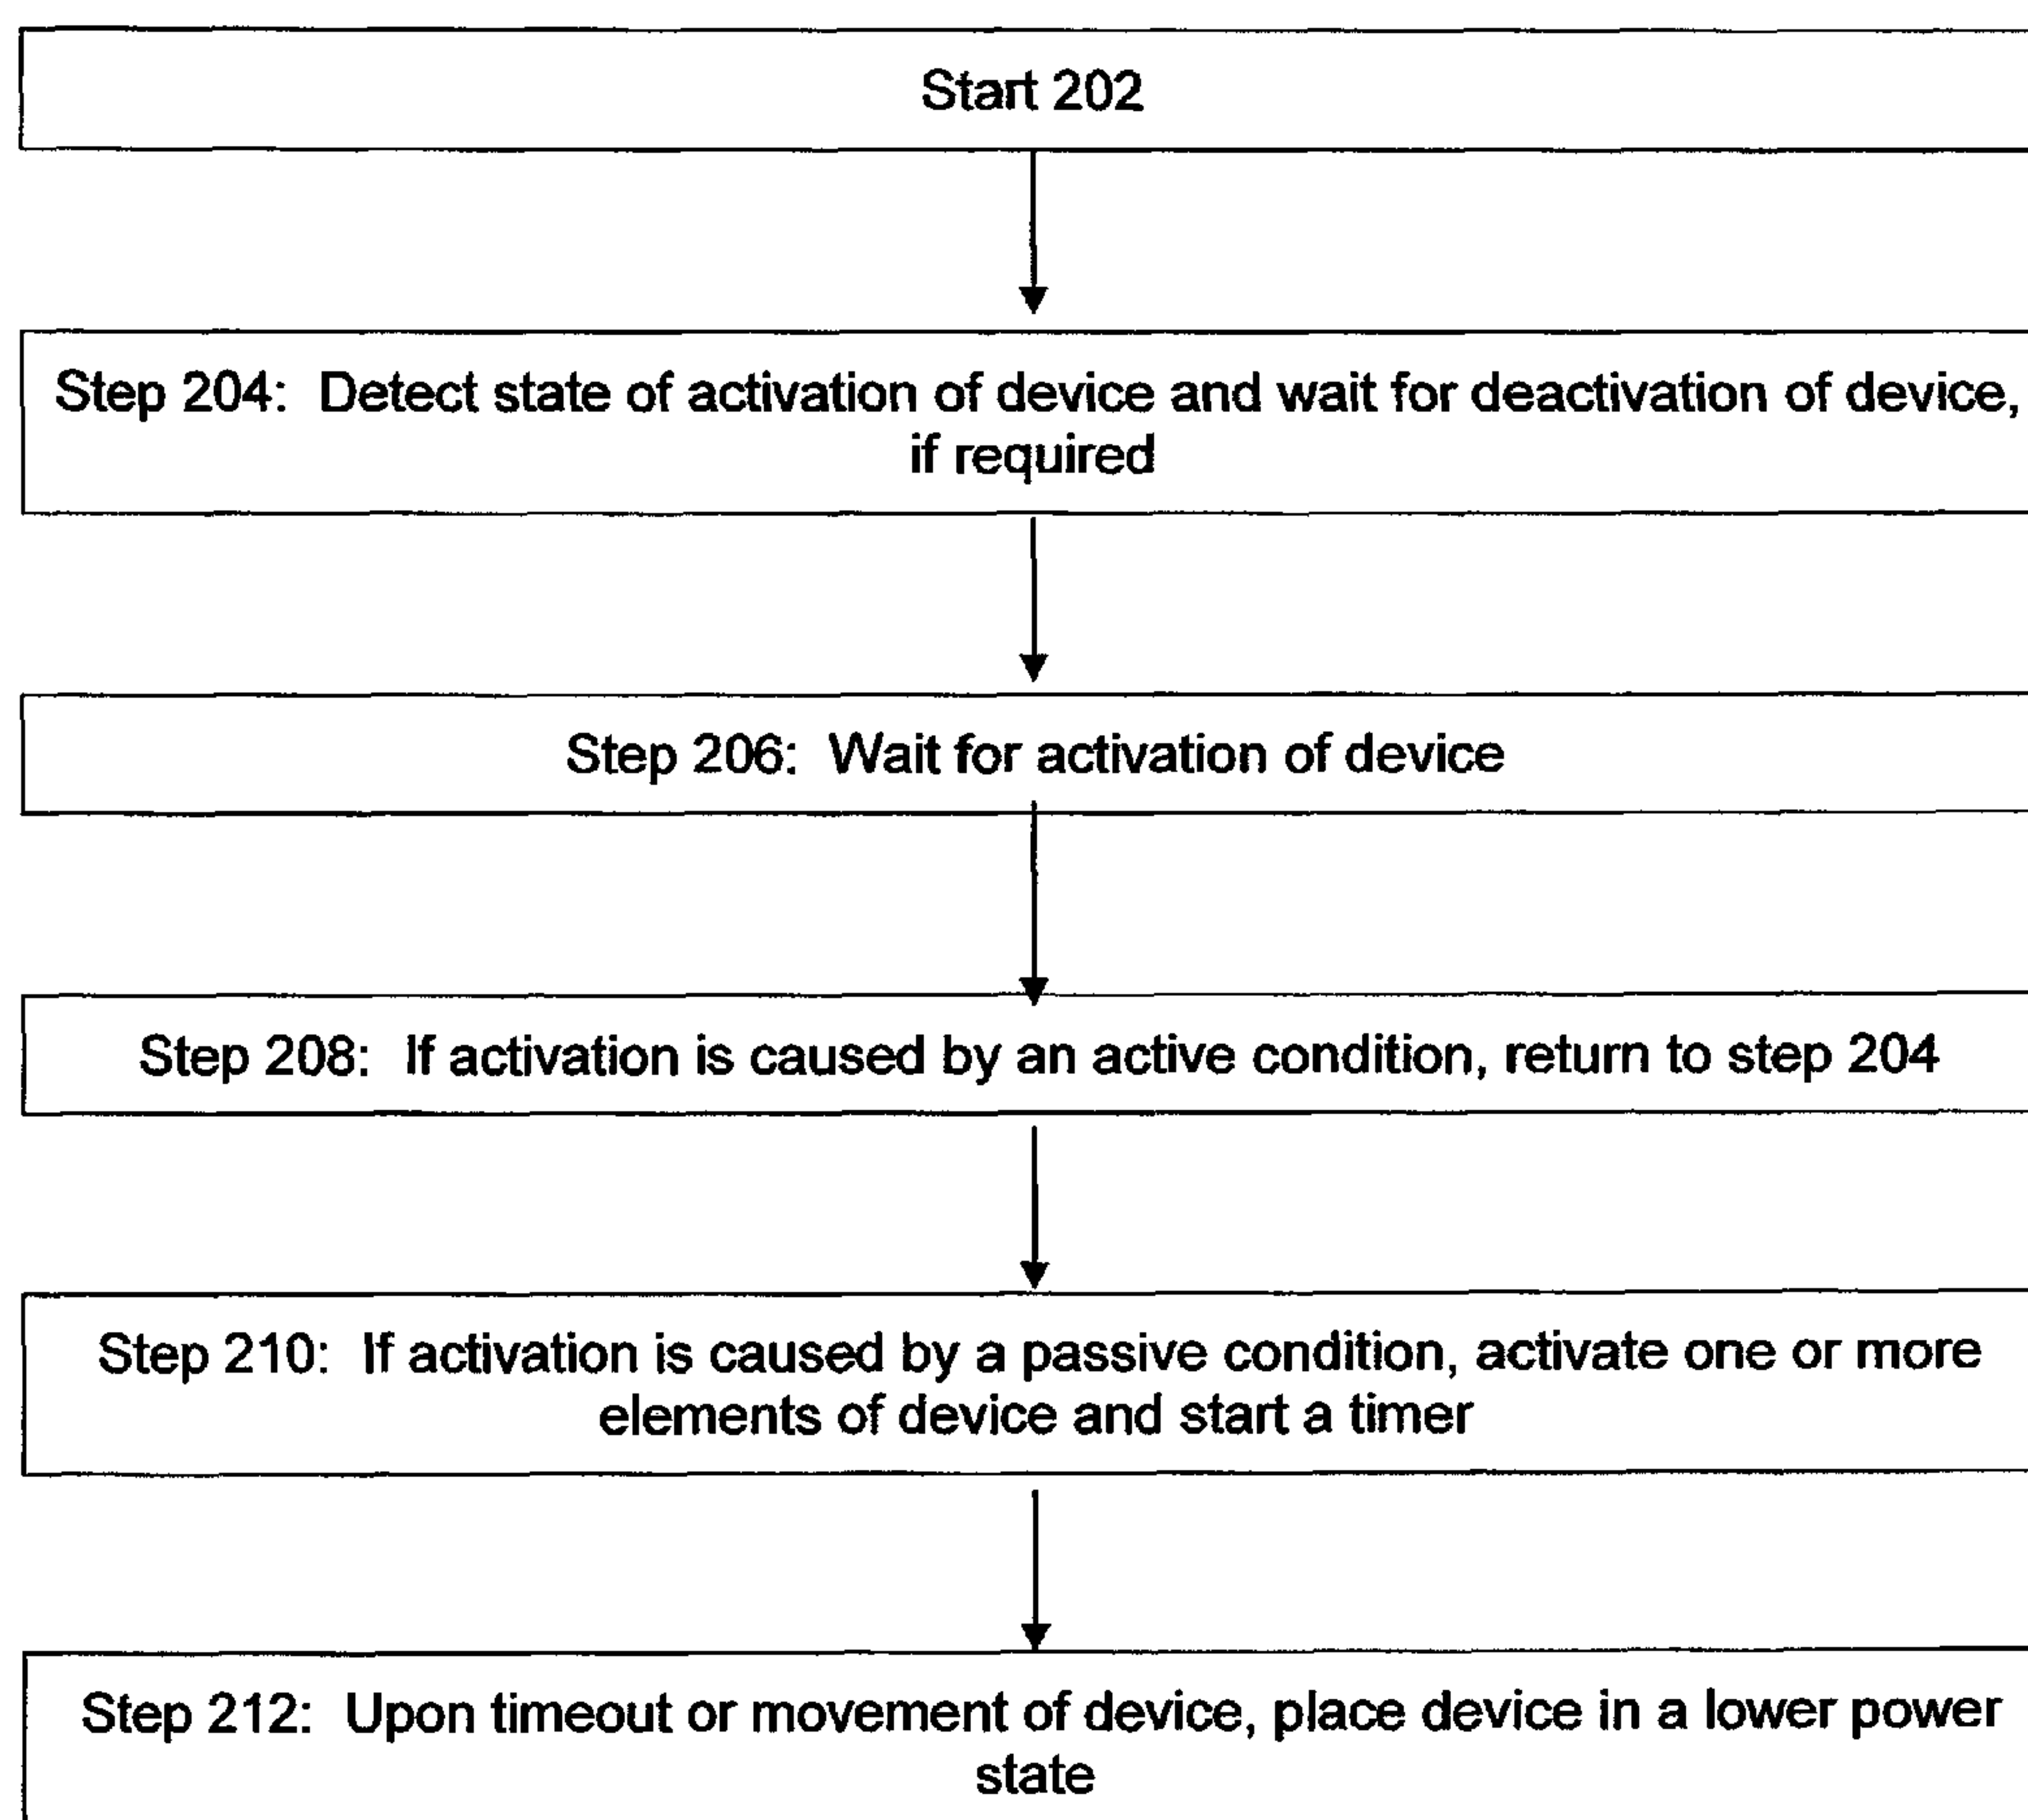 Start 202
Step 204: Detect state of activation of device and wait for deactivation of device,
if required
Step 206: Wait for activation of device
Step 208: If activation is caused by an active condition, return to step 204
Step 210: If activation is caused by a passive condition, activate one or more
elements of device and start a timer
Step 212: Upon timeout or movement of device, place device in a lower power
state